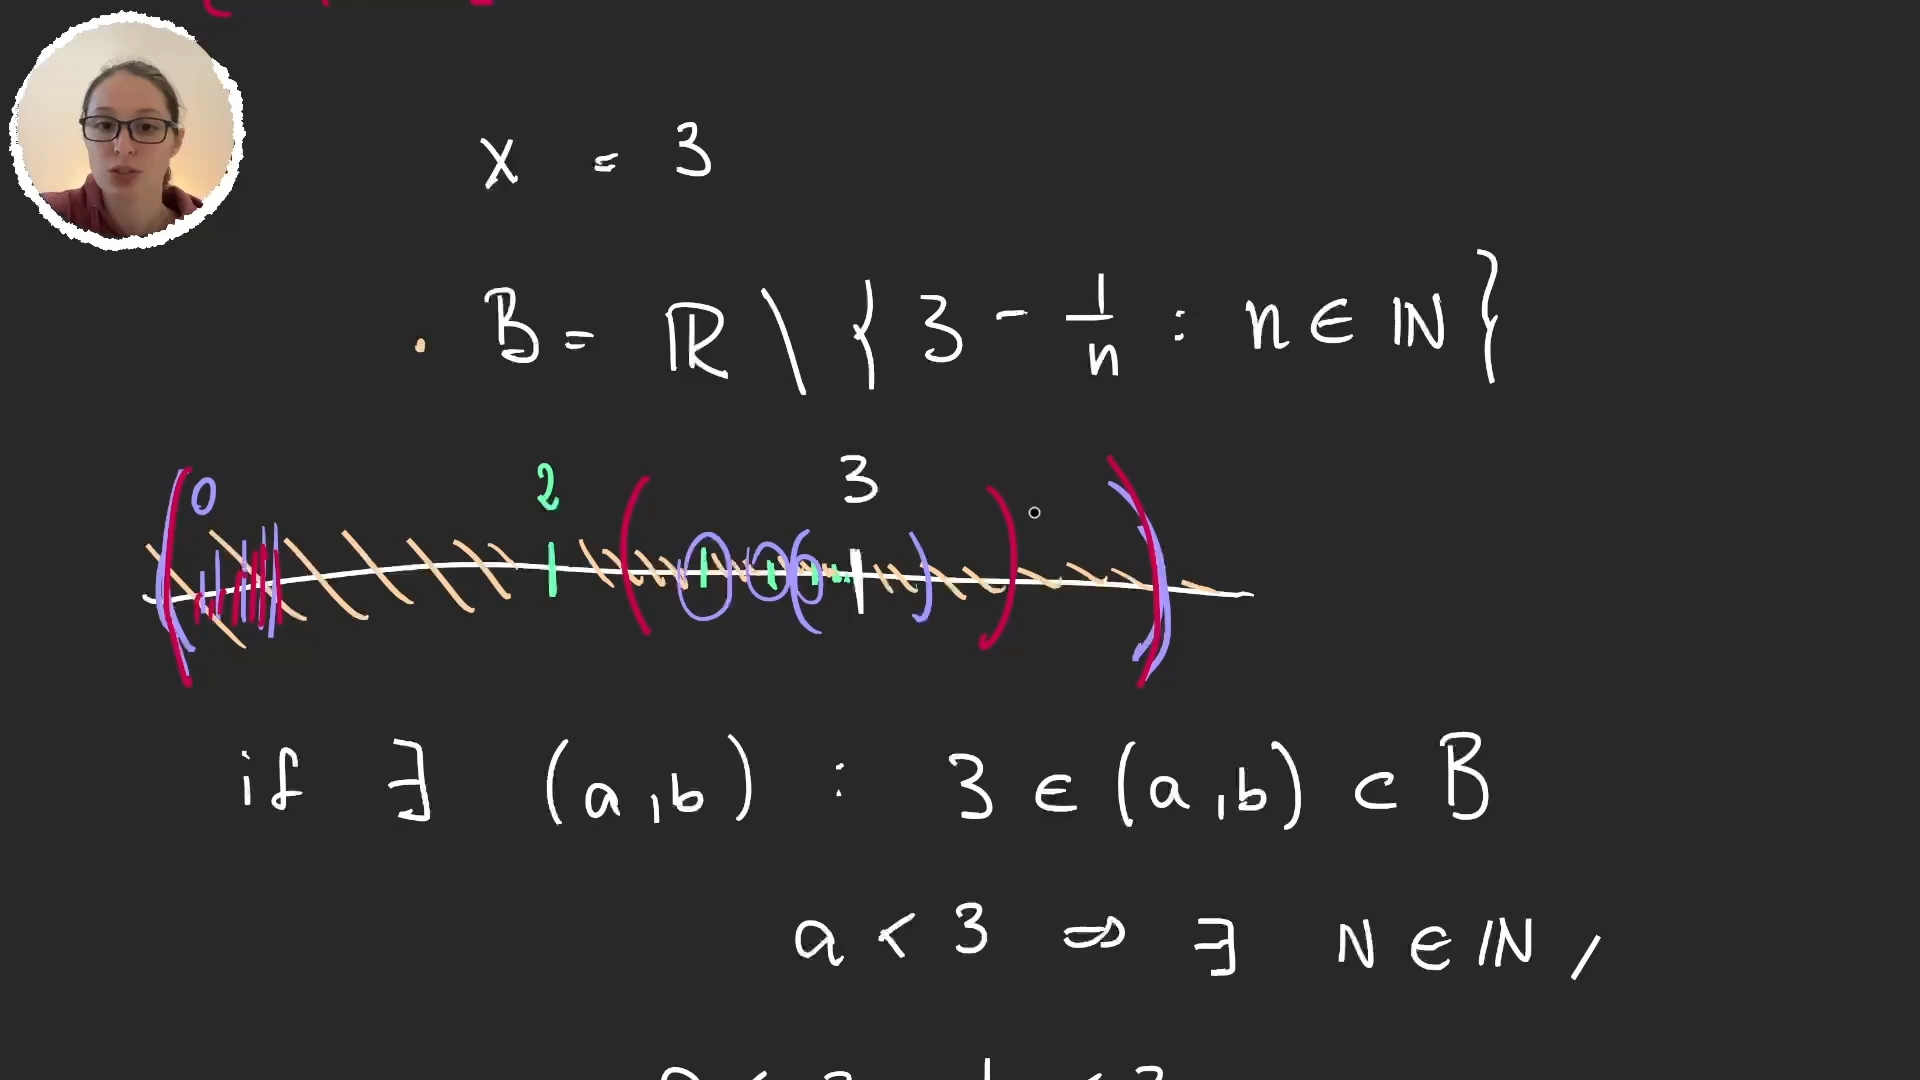 x = 3
B = ℝ \ { 3 - 1/n : n ∈ ℕ }
0 2 3
if ∃ (a,b) : 3 ∈ (a,b) ⊂ B
a < 3 ⇒ ∃ N ∈ ℕ,